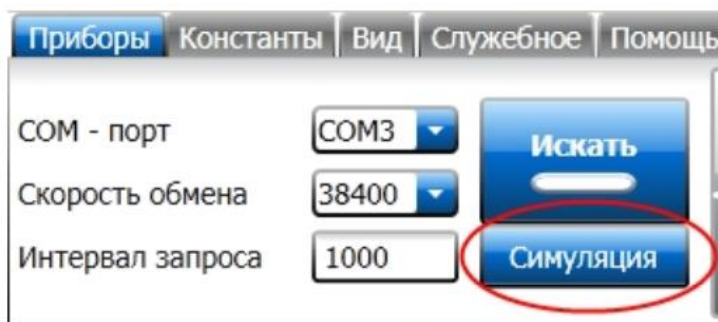 Приборы Константы Вид Служебное Помощь
COM - порт COM3 Искать
Скорость обмена 38400
Интервал запроса 1000 Симуляция